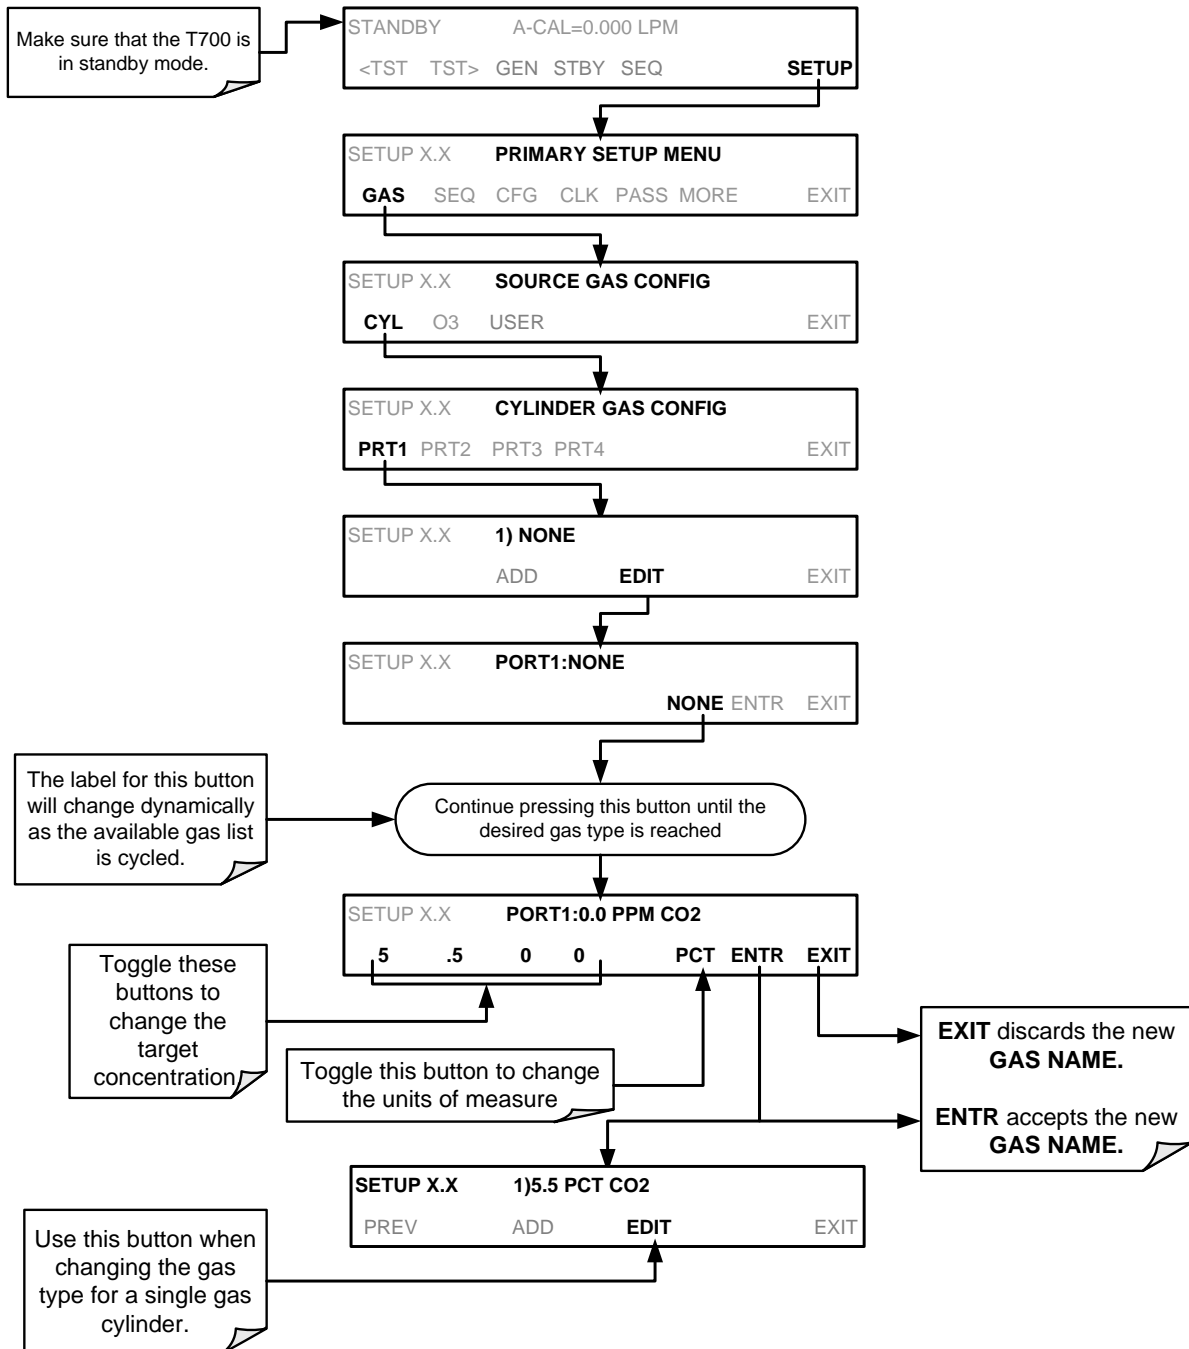 Make sure that the T700 is
in standby mode.
STANDBY A-CAL=0.000 LPM
<TST TST> GEN STBY SEQ SETUP
SETUP X.X PRIMARY SETUP MENU
GAS SEQ CFG CLK PASS MORE EXIT
SETUP X.X SOURCE GAS CONFIG
CYL O3 USER EXIT
SETUP X.X CYLINDER GAS CONFIG
PRT1 PRT2 PRT3 PRT4 EXIT
SETUP X.X 1) NONE
ADD EDIT EXIT
SETUP X.X PORT1:NONE
NONE ENTR EXIT
The label for this button
will change dynamically
as the available gas list
is cycled.
Continue pressing this button until the
desired gas type is reached
SETUP X.X PORT1:0.0 PPM CO2
5 .5 0 0 PCT ENTR EXIT
Toggle these
buttons to
change the
target
concentration
Toggle this button to change
the units of measure
EXIT discards the new
GAS NAME.
ENTR accepts the new
GAS NAME.
SETUP X.X 1)5.5 PCT CO2
PREV ADD EDIT EXIT
Use this button when
changing the gas
type for a single gas
cylinder.